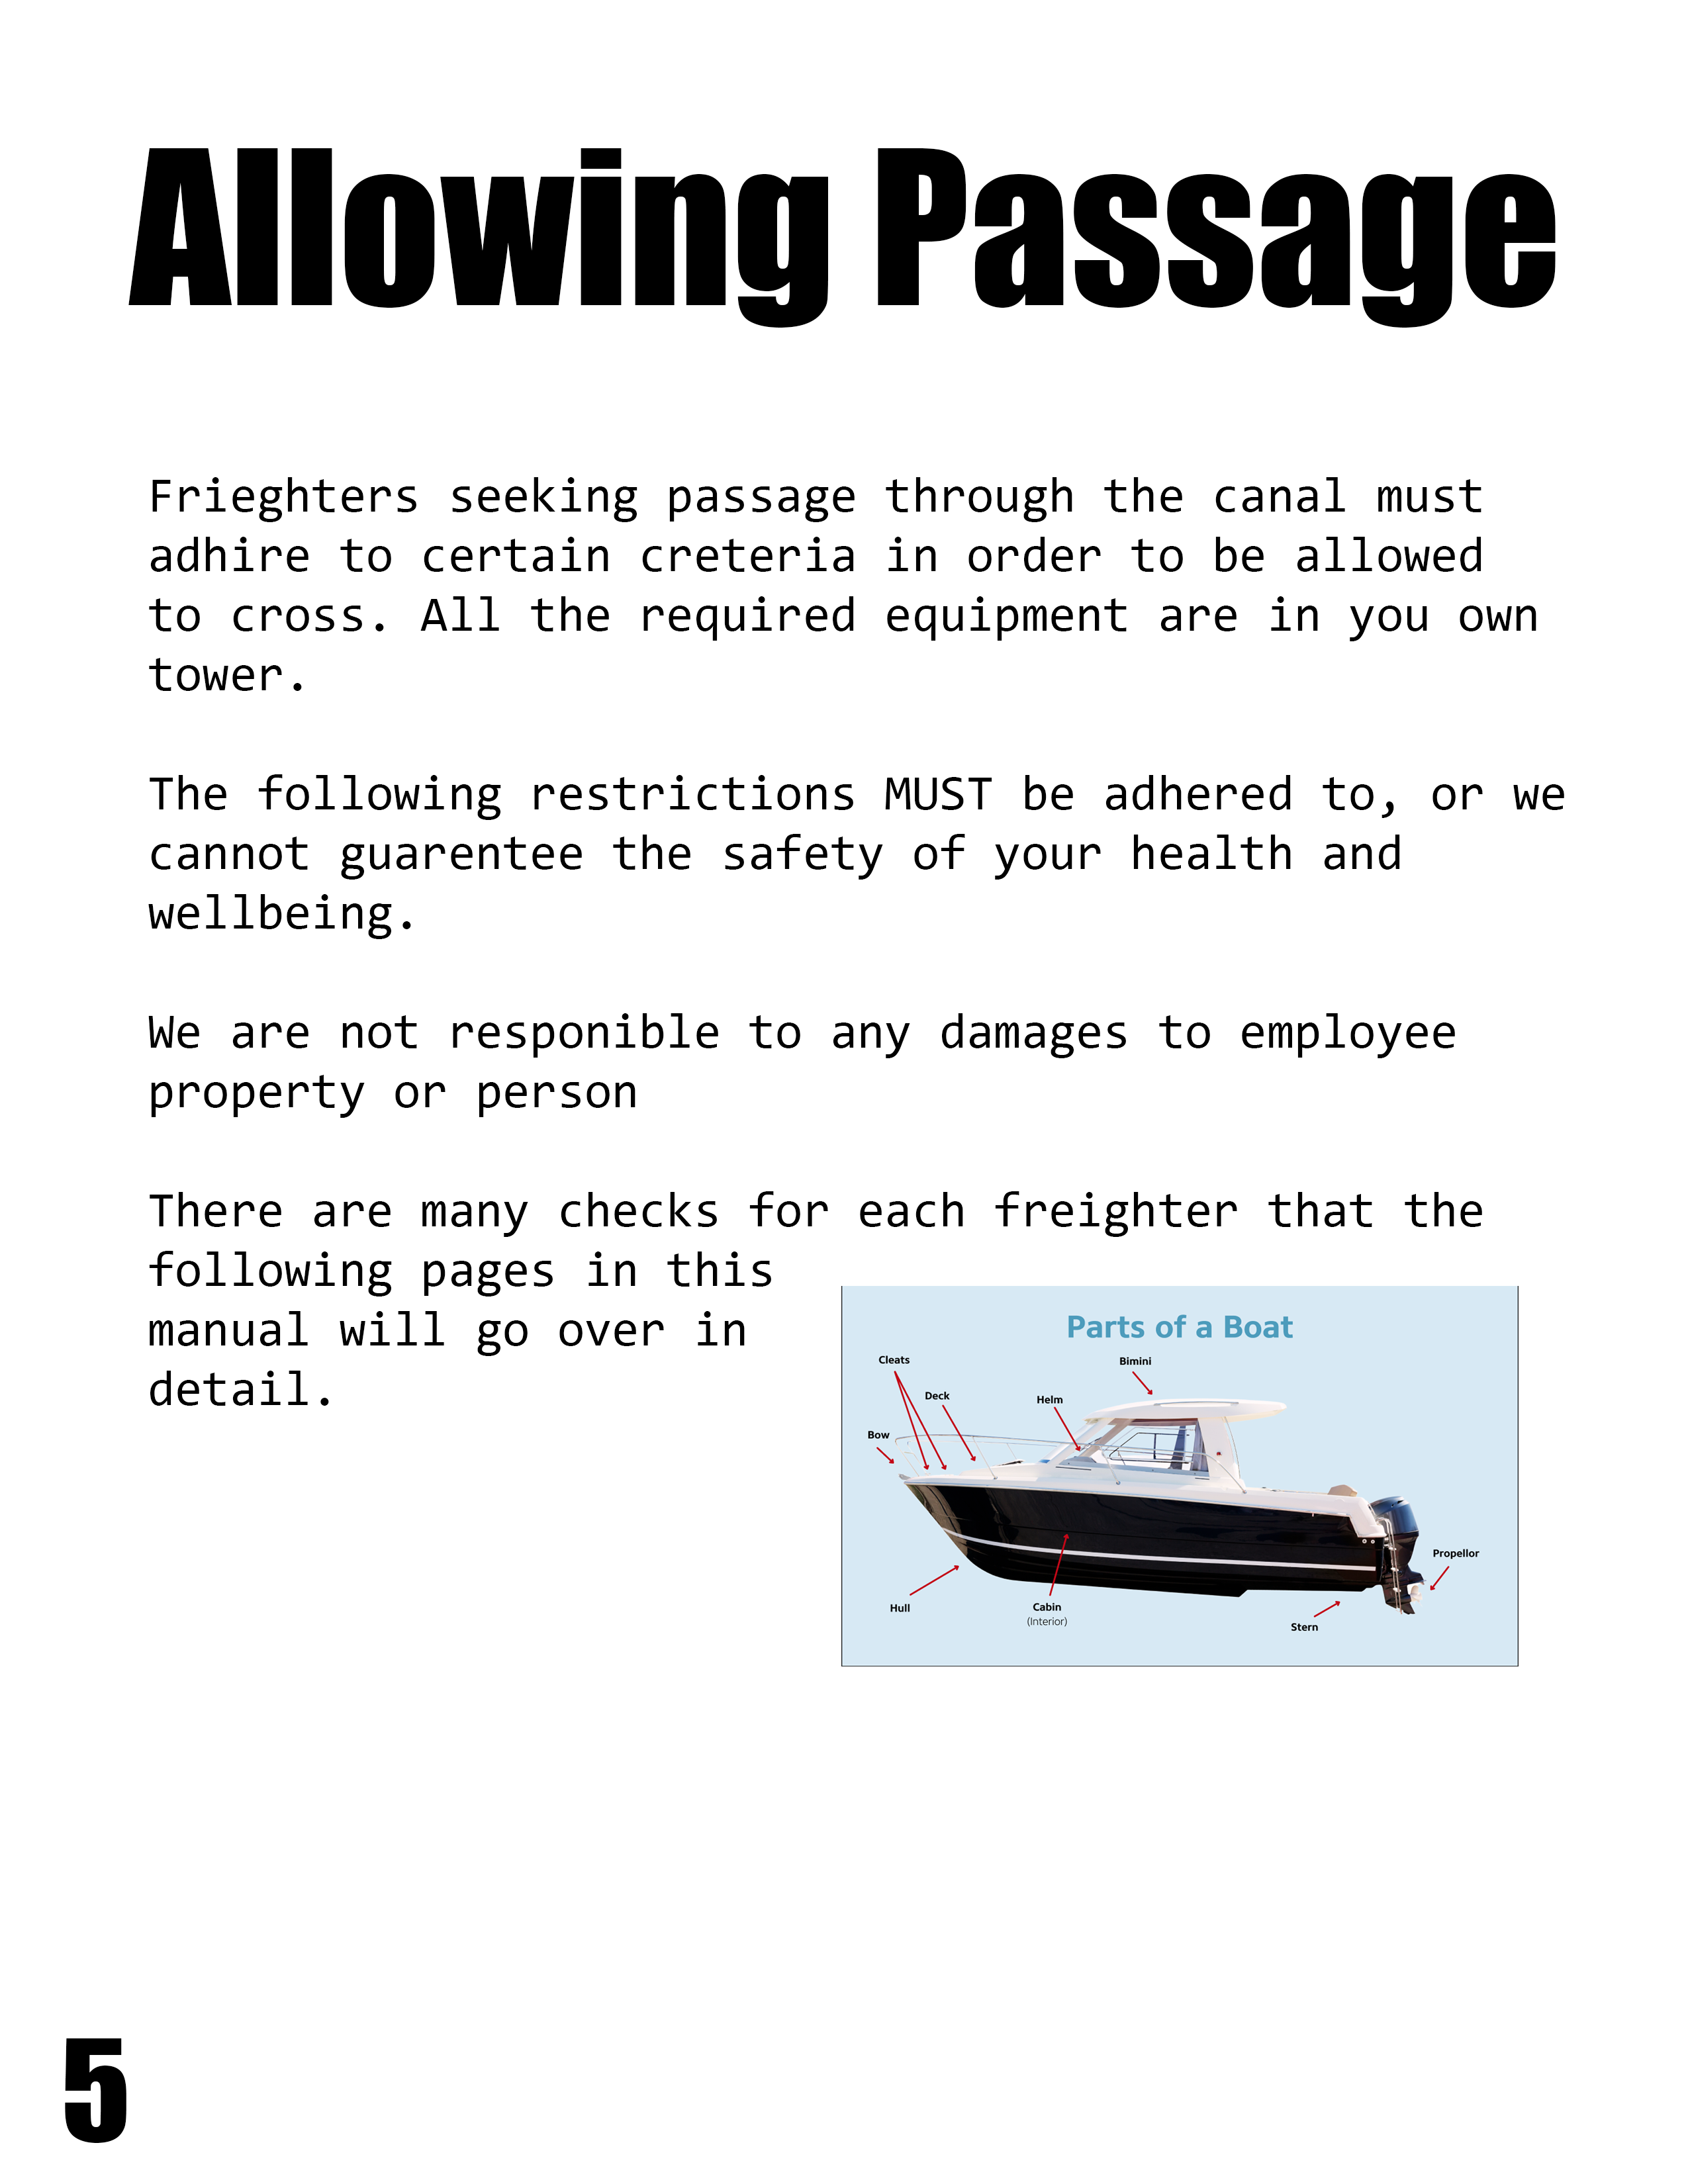 Allowing Passage
Frieghters seeking passage through the canal must
adhire to certain creteria in order to be allowed
to cross. All the required equipment are in you own
tower.
The following restrictions MUST be adhered to, or we
cannot guarentee the safety of your health and
wellbeing.
We are not responible to any damages to employee
property or person
There are many checks for each freighter that the
following pages in this
manual will go over in
detail.
Parts of a Boat
Cleats
Bimini
Deck
Helm
Bow
Propellor
Hull
Cabin
(Interior)
Stern
5